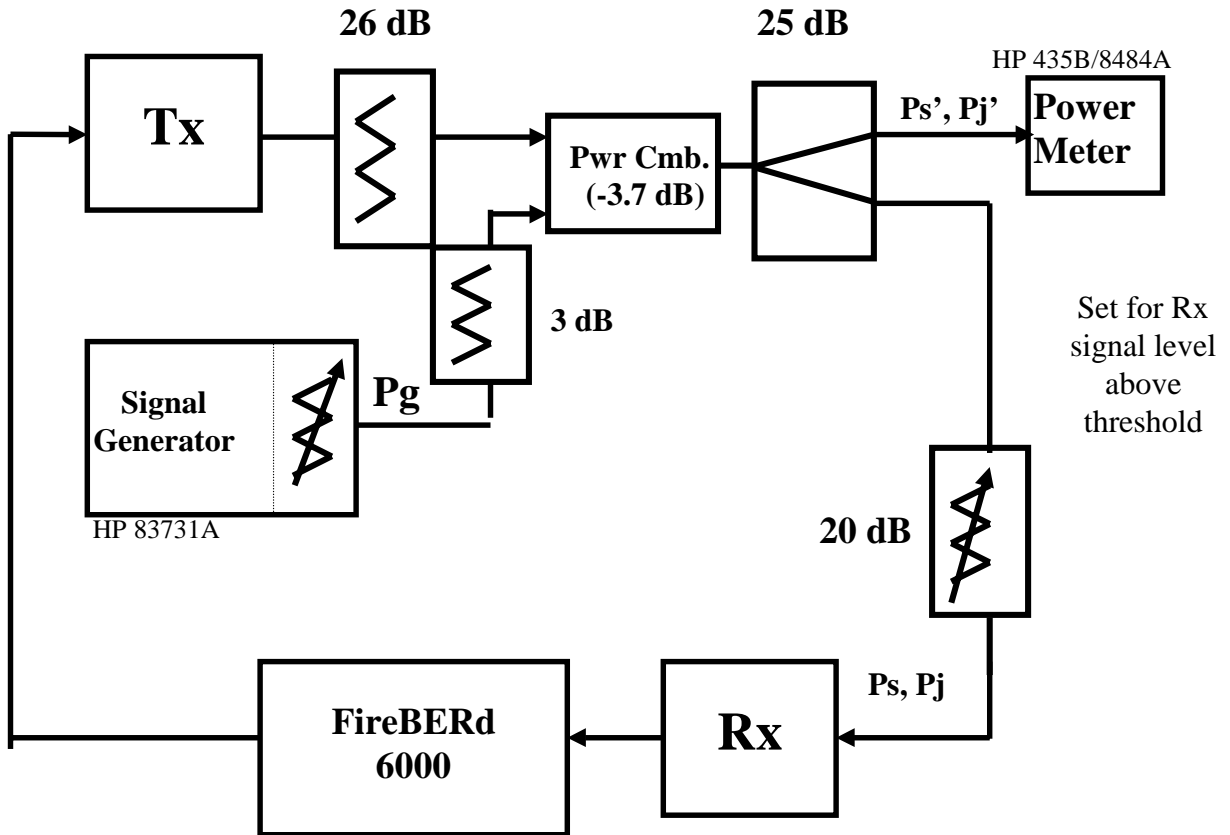 26 dB
25 dB
HP 435B/8484A
Tx
Ps’, Pj’
Power
Meter
Pwr Cmb.
(-3.7 dB)
3 dB
Set for Rx
signal level
above
threshold
Pg
Signal
Generator
HP 83731A
20 dB
Ps, Pj
FireBERd
6000
Rx